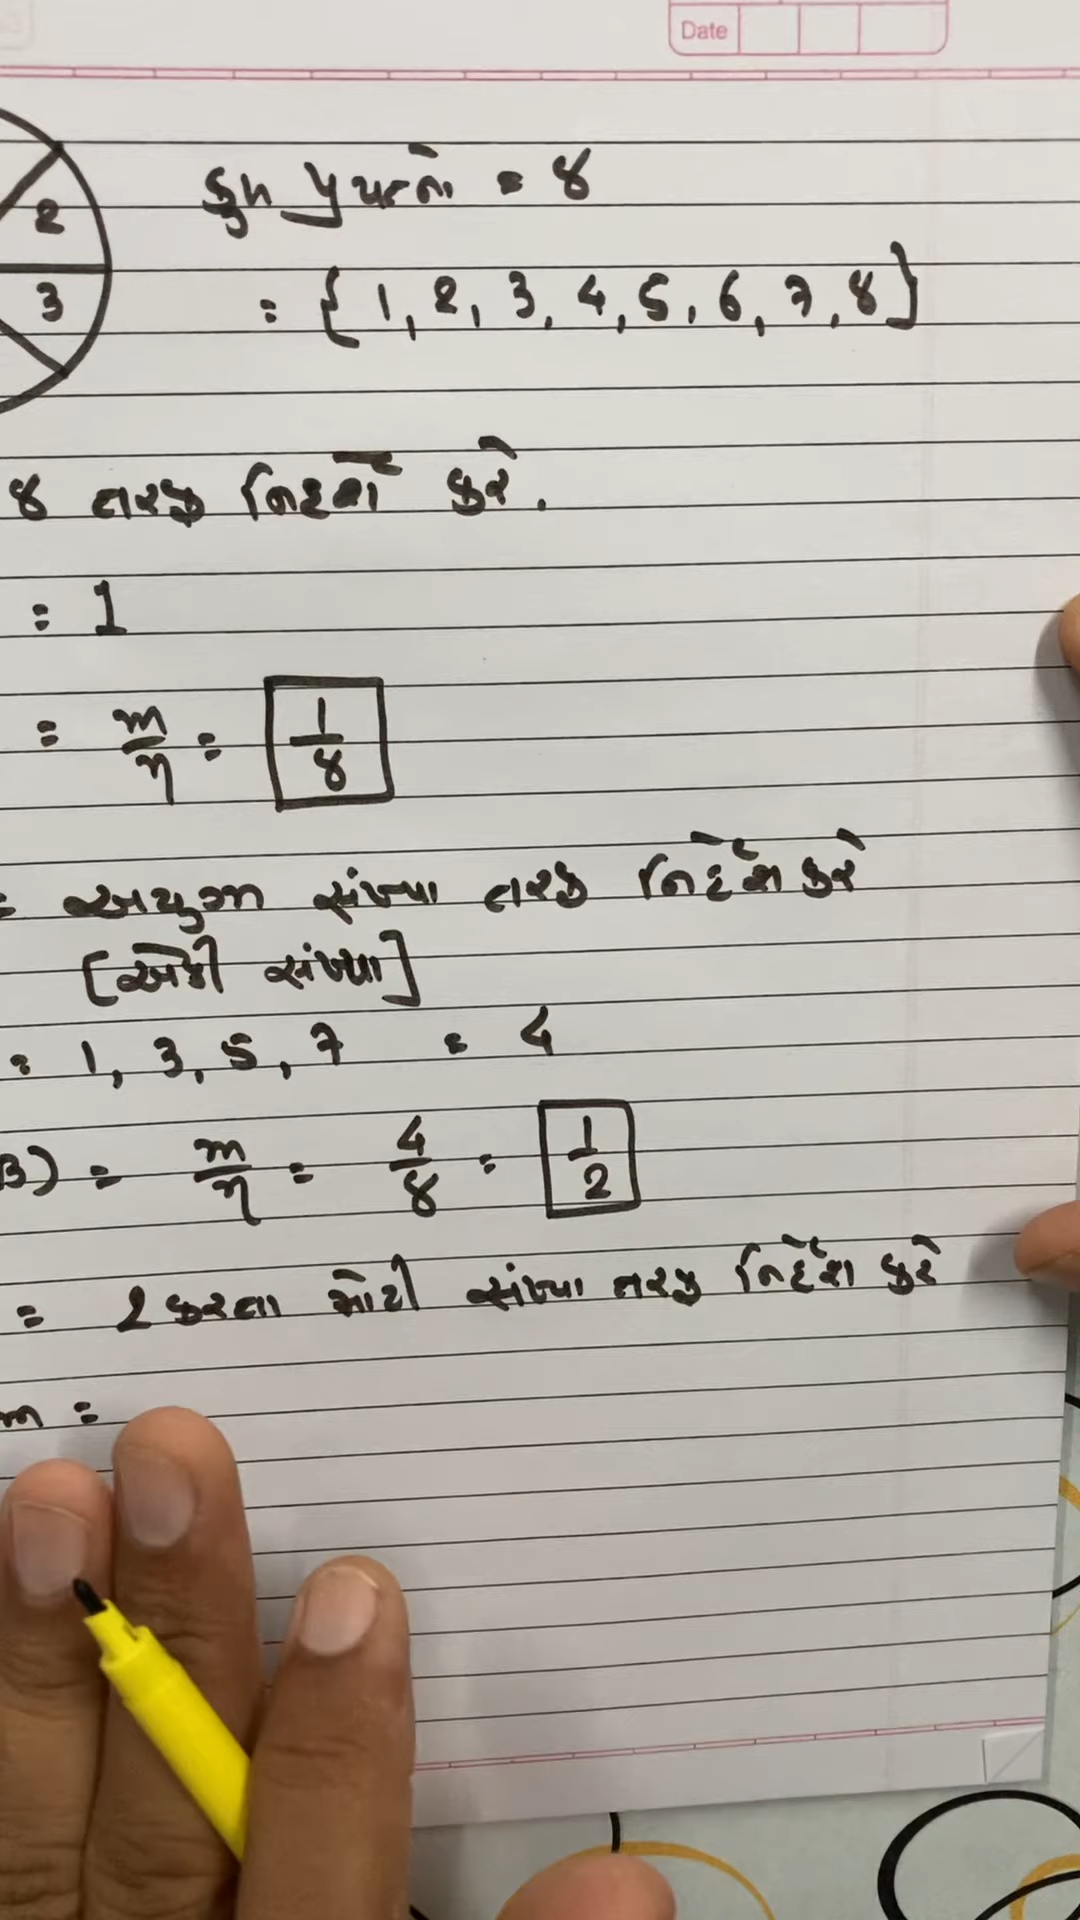 Date
2
3
કુલ પ્રયત્નો = 8
= {1, 2, 3, 4, 5, 6, 7, 8}
8 તરફ નિર્દેશ કરે.
= 1
= m/n = 1/8
= અયુગ્મ સંખ્યા તરફ નિર્દેશ કરે
[એકી સંખ્યા]
= 1, 3, 5, 7 = 4
B) = m/n = 4/8 = 1/2
= 2 કરતા મોટી સંખ્યા તરફ નિર્દેશ કરે
m =